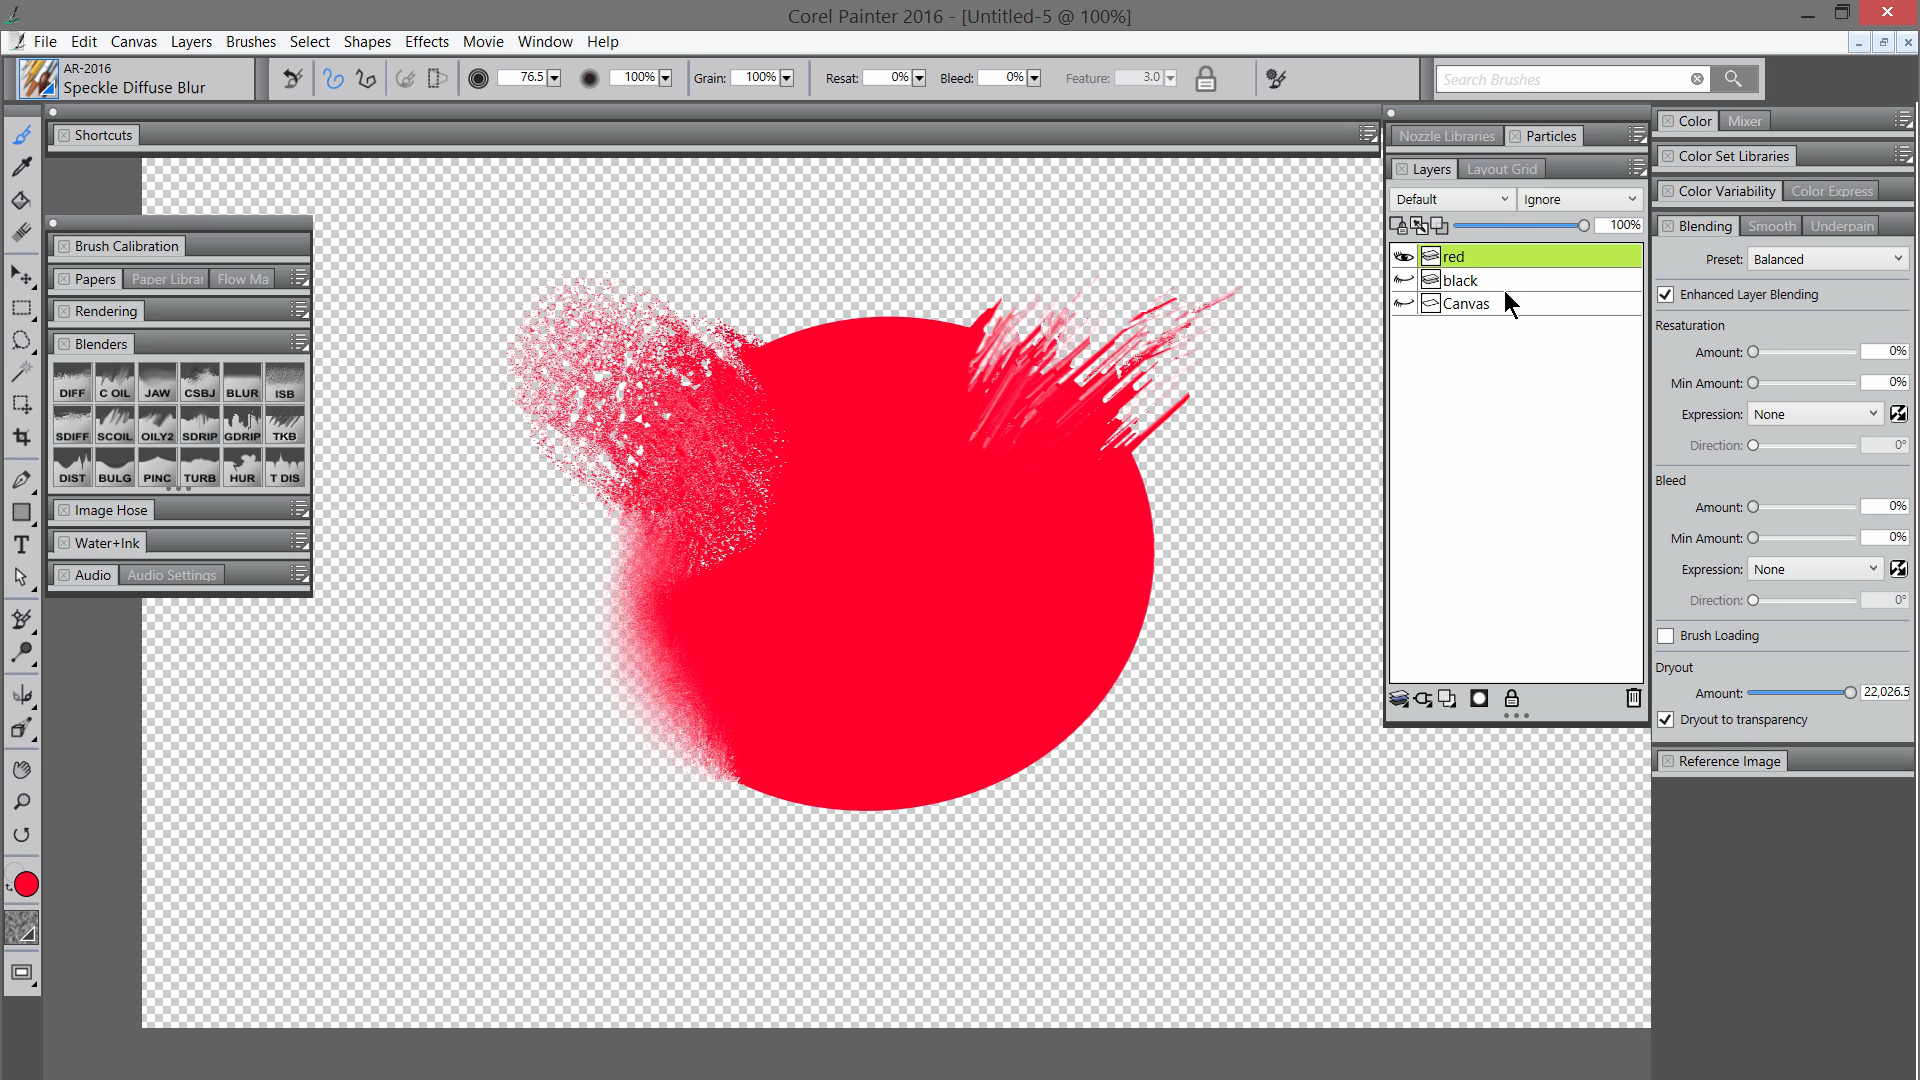 Corel Painter 2016 - [Untitled-5 @ 100%]
File Edit Canvas Layers Brushes Select Shapes Effects Movie Window Help
AR-2016
Speckle Diffuse Blur
76.5 100% Grain: 100% Resat: 0% Bleed: 0% Feature: 3.0
Search Brushes
Shortcuts
Brush Calibration
Papers Paper Librar Flow Ma
Rendering
Blenders
DIFF C OIL JAW CSBJ BLUR ISB
SDIFF SCOIL OILY2 SDRIP GDRIP TKB
DIST BULG PINC TURB HUR T DIS
Image Hose
Water+Ink
Audio Audio Settings
T
Nozzle Libraries Particles
Layers Layout Grid
Default Ignore
100%
red
black
Canvas
Color Mixer
Color Set Libraries
Color Variability Color Express
Blending Smooth Underpain
Preset: Balanced
Enhanced Layer Blending
Resaturation
Amount: 0%
Min Amount: 0%
Expression: None
Direction: 0°
Bleed
Amount: 0%
Min Amount: 0%
Expression: None
Direction: 0°
Brush Loading
Dryout
Amount: 22,026.5
Dryout to transparency
Reference Image